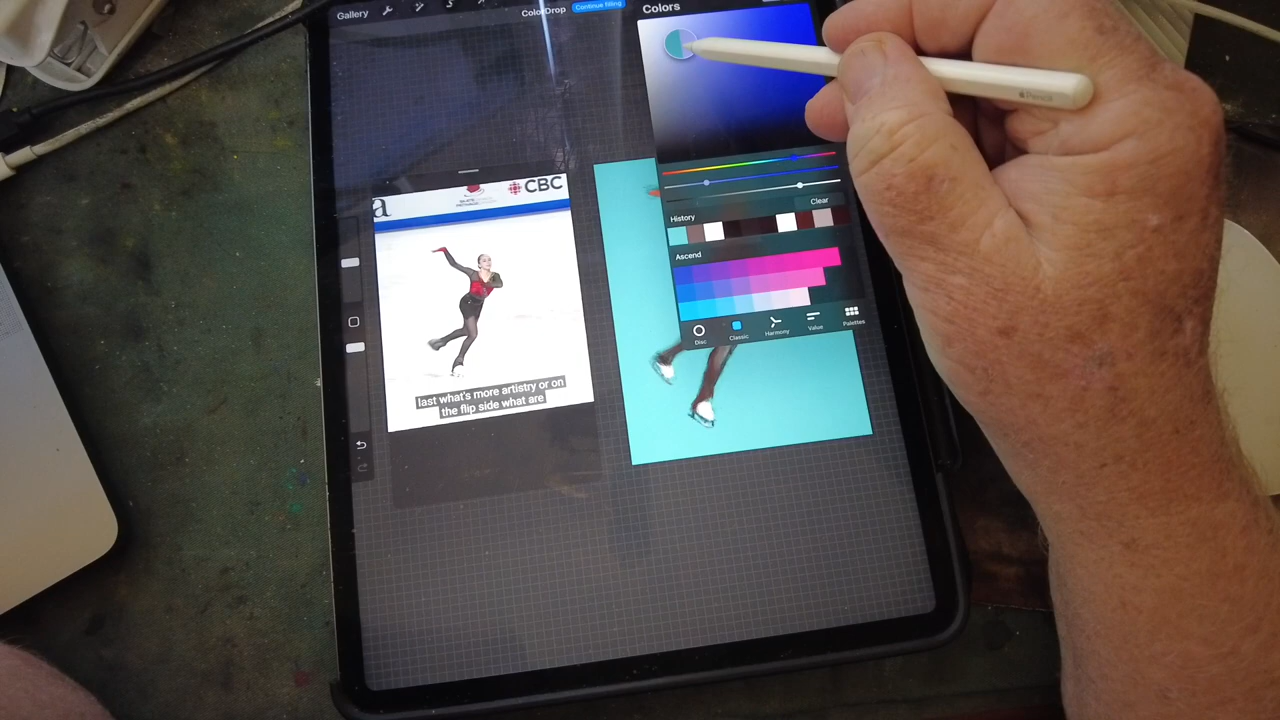 Gallery
ColorDrop
Continue filling
Colors
Pencil
a
CBC
last what's more artistry or on
the flip side what are
Clear
History
Ascend
Disc
Classic
Harmony
Value
Palettes